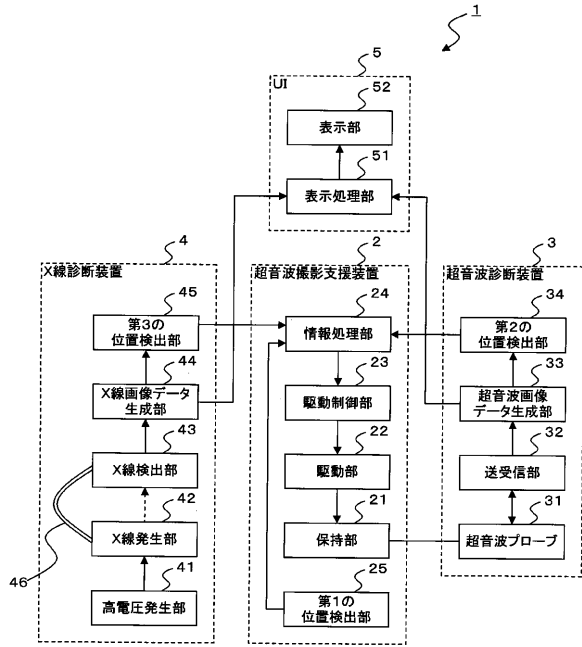 1
5
UI
52
表示部
51
表示処理部
4
X線診断装置
45
第3の
位置検出部
44
X線画像データ
生成部
43
X線検出部
42
X線発生部
46
41
高電圧発生部
2
超音波撮影支援装置
24
情報処理部
23
駆動制御部
22
駆動部
21
保持部
25
第1の
位置検出部
3
超音波診断装置
34
第2の
位置検出部
33
超音波画像
データ生成部
32
送受信部
31
超音波プローブ